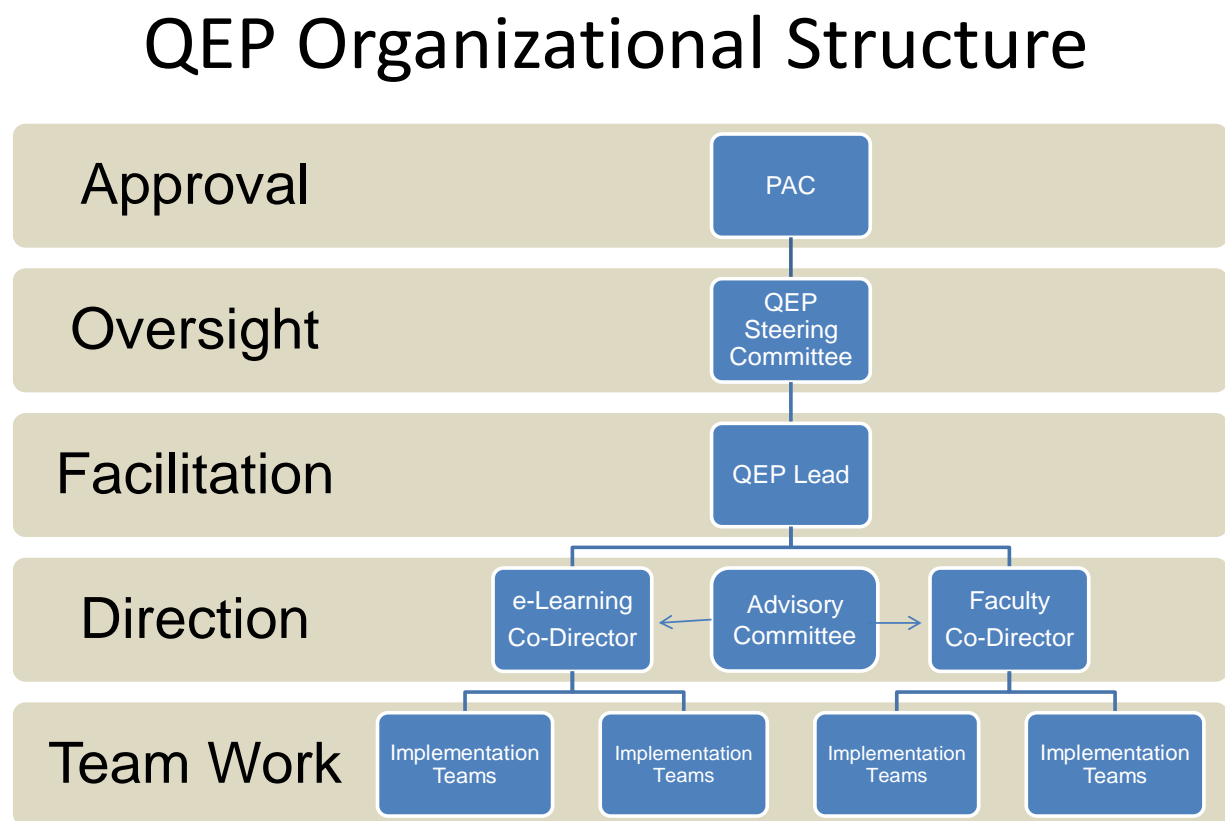 QEP Organizational Structure
Approval
PAC
Oversight
QEP
Steering
Committee
Facilitation
QEP Lead
Direction
e-Learning
Co-Director
Advisory
Committee
Faculty
Co-Director
Team Work
Implementation
Teams
Implementation
Teams
Implementation
Teams
Implementation
Teams